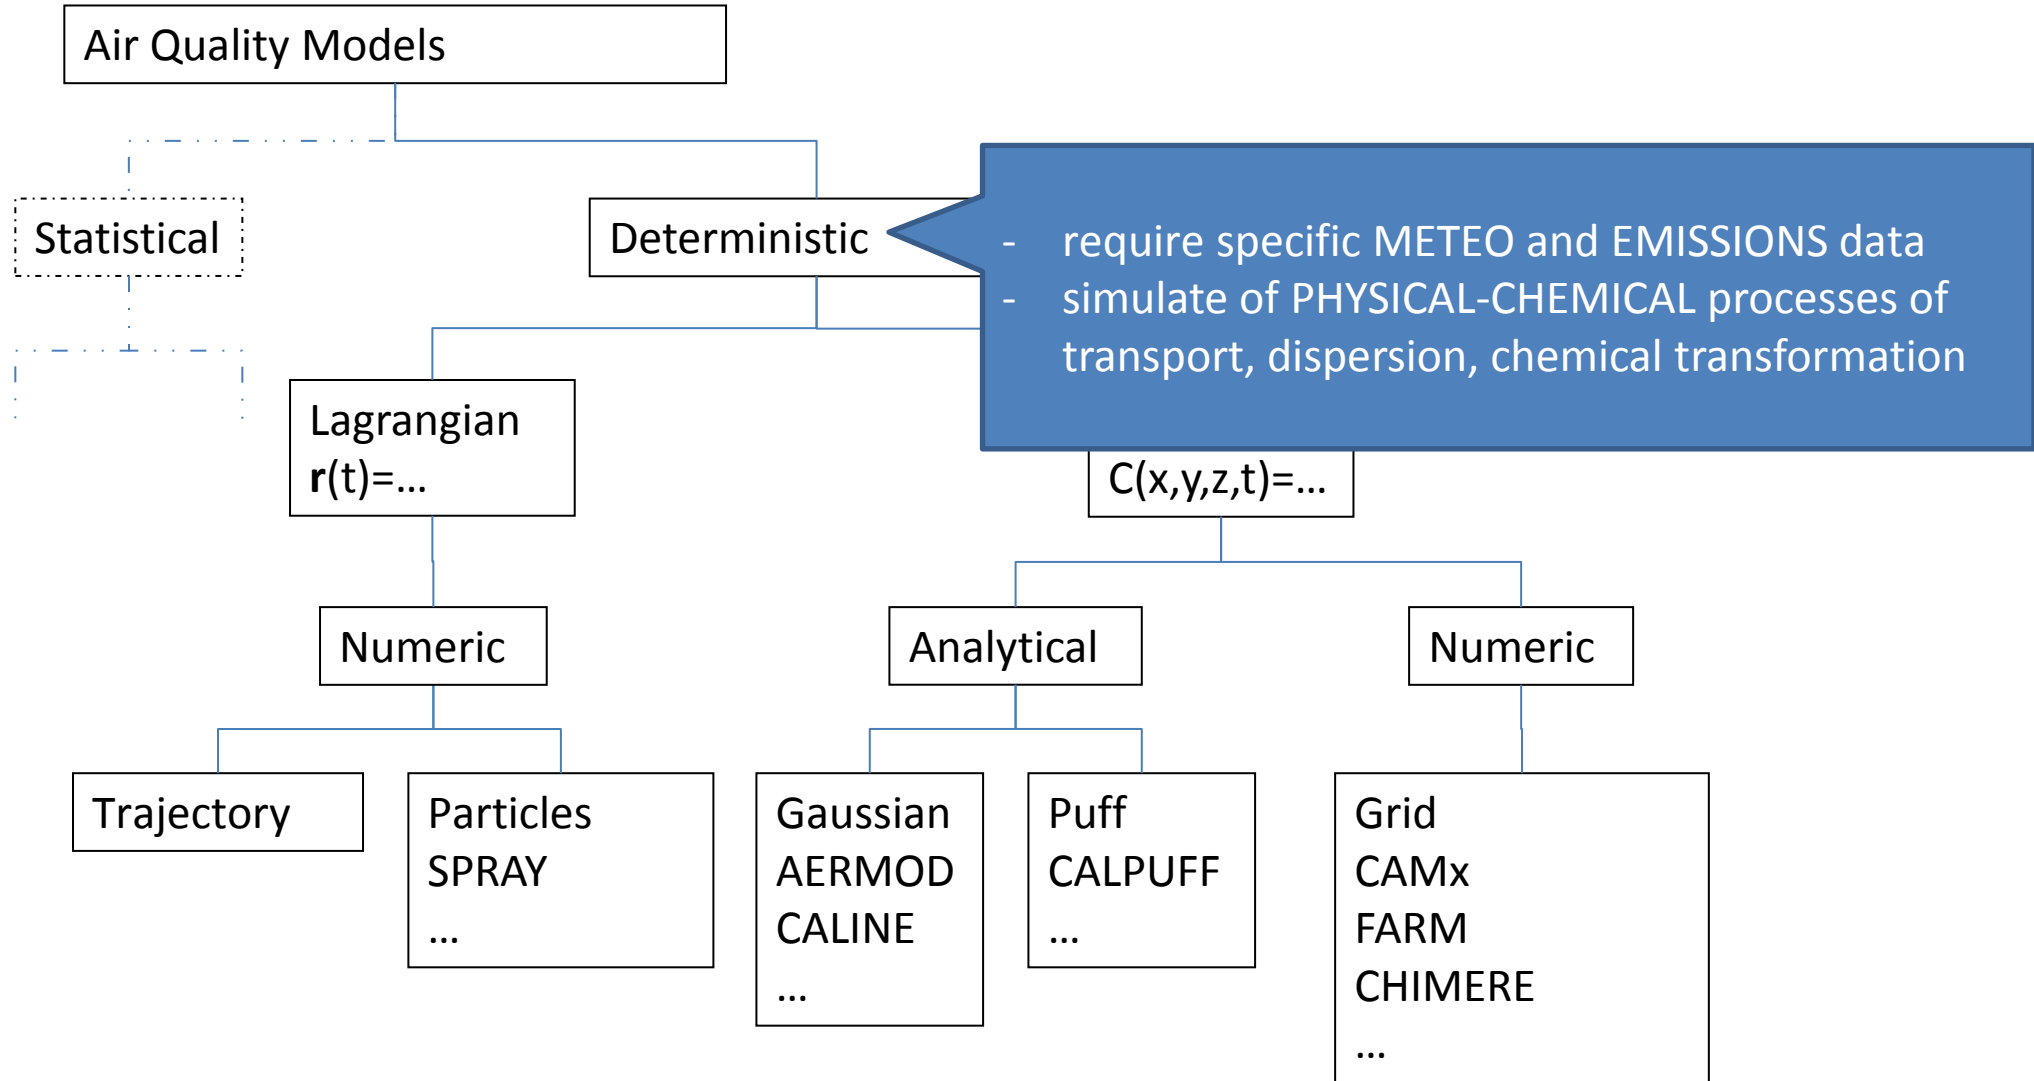 Air Quality Models
Statistical
Deterministic
- require specific METEO and EMISSIONS data
- simulate of PHYSICAL-CHEMICAL processes of
transport, dispersion, chemical transformation
Lagrangian
r(t)=...
C(x,y,z,t)=...
Numeric
Analytical
Numeric
Trajectory
Particles
SPRAY
...
Gaussian
AERMOD
CALINE
...
Puff
CALPUFF
...
Grid
CAMx
FARM
CHIMERE
...